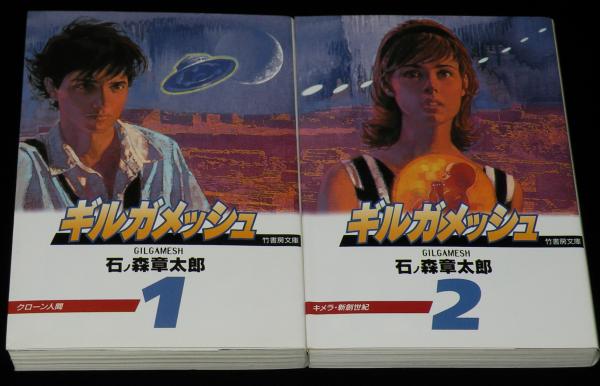 ギルガメッシュ
竹書房文庫
GILGAMESH
石ノ森章太郎
クローン人間
1
ギルガメッシュ
竹書房文庫
GILGAMESH
石ノ森章太郎
キメラ・新創世紀
2